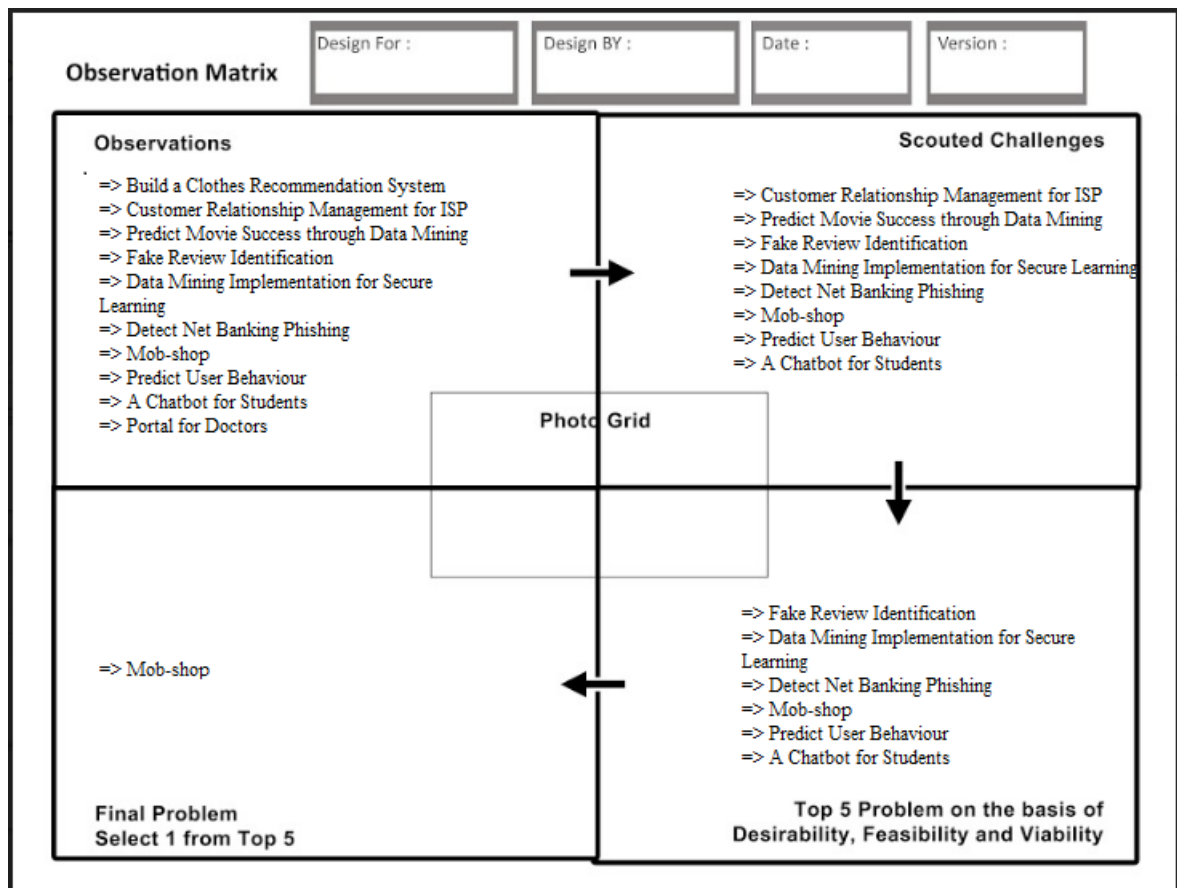 Observation Matrix
Design For :
Design BY :
Date :
Version :
Observations
=> Build a Clothes Recommendation System
=> Customer Relationship Management for ISP
=> Predict Movie Success through Data Mining
=> Fake Review Identification
=> Data Mining Implementation for Secure
Learning
=> Detect Net Banking Phishing
=> Mob-shop
=> Predict User Behaviour
=> A Chatbot for Students
=> Portal for Doctors
Scouted Challenges
=> Customer Relationship Management for ISP
=> Predict Movie Success through Data Mining
=> Fake Review Identification
=> Data Mining Implementation for Secure Learning
=> Detect Net Banking Phishing
=> Mob-shop
=> Predict User Behaviour
=> A Chatbot for Students
Photo Grid
=> Fake Review Identification
=> Data Mining Implementation for Secure
Learning
=> Detect Net Banking Phishing
=> Mob-shop
=> Predict User Behaviour
=> A Chatbot for Students
Top 5 Problem on the basis of
Desirability, Feasibility and Viability
=> Mob-shop
Final Problem
Select 1 from Top 5